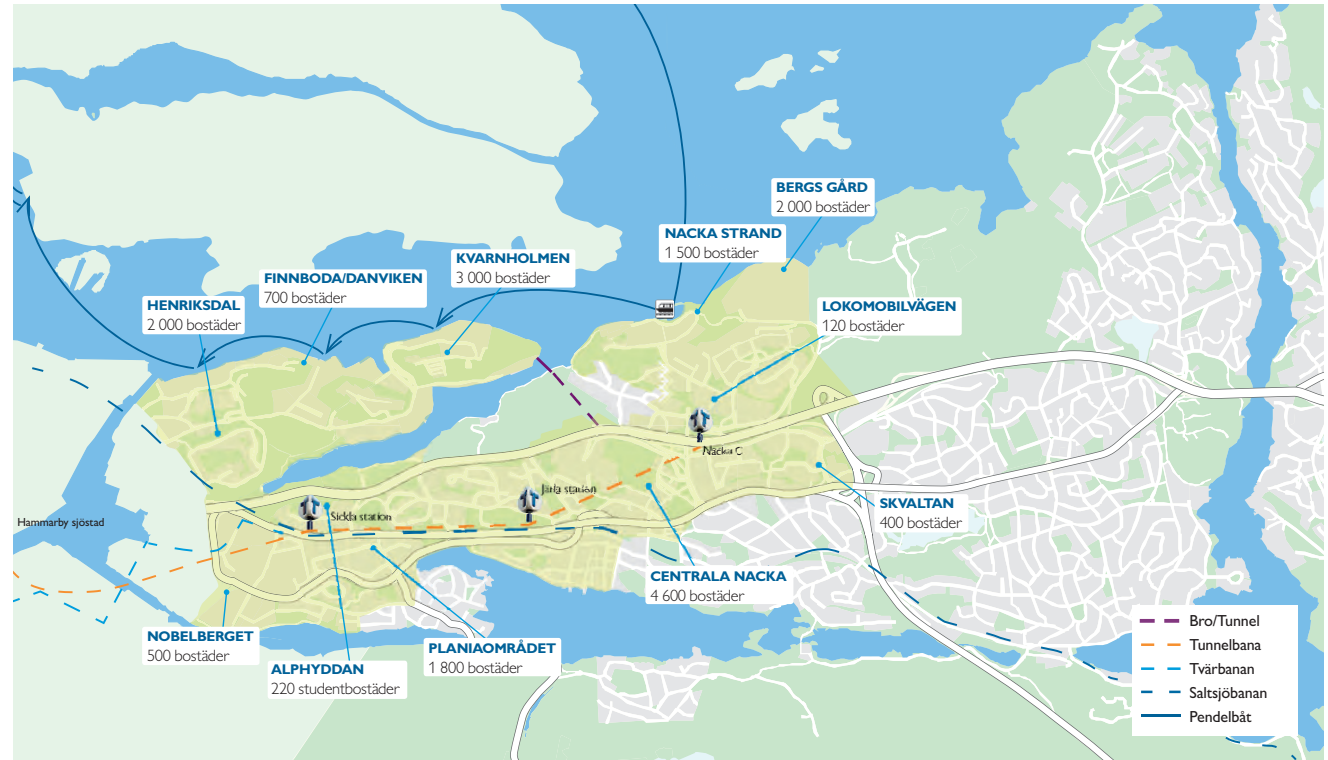 BERGS GÅRD
2 000 bostäder
NACKA STRAND
1 500 bostäder
KVARNHOLMEN
3 000 bostäder
FINNBODA/DANVIKEN
700 bostäder
HENRIKSDAL
2 000 bostäder
LOKOMOBILVÄGEN
120 bostäder
Nacka C
Järla station
Sickla station
Hammarby sjöstad
SKVALTAN
400 bostäder
CENTRALA NACKA
4 600 bostäder
NOBELBERGET
500 bostäder
PLANIAOMRÅDET
1 800 bostäder
ALPHYDDAN
220 studentbostäder
Bro/Tunnel
Tunnelbana
Tvärbanan
Saltsjöbanan
Pendelbåt